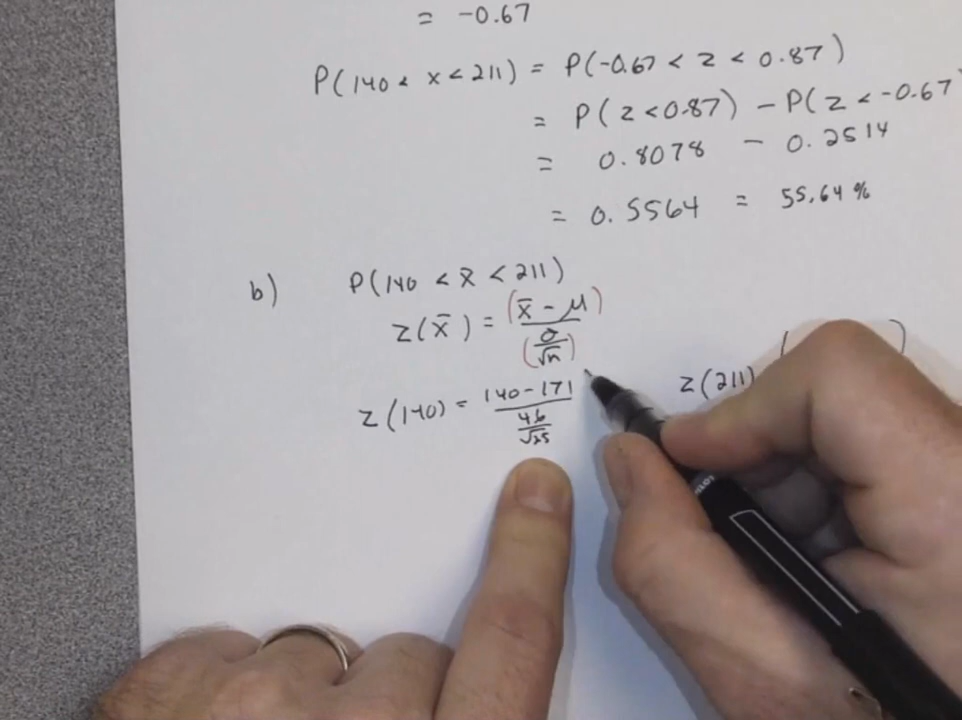 = -0.67
P(140 < x < 211) = P(-0.67 < z < 0.87)
= P(z < 0.87) - P(z < -0.67
= 0.8078 - 0.2514
= 0.5564 = 55.64%
b) P(140 < x̄ < 211)
z(x̄) = (x̄ - μ) / (σ/√n)
z(140) = 140-171 / (46/√25) z(211) ( )